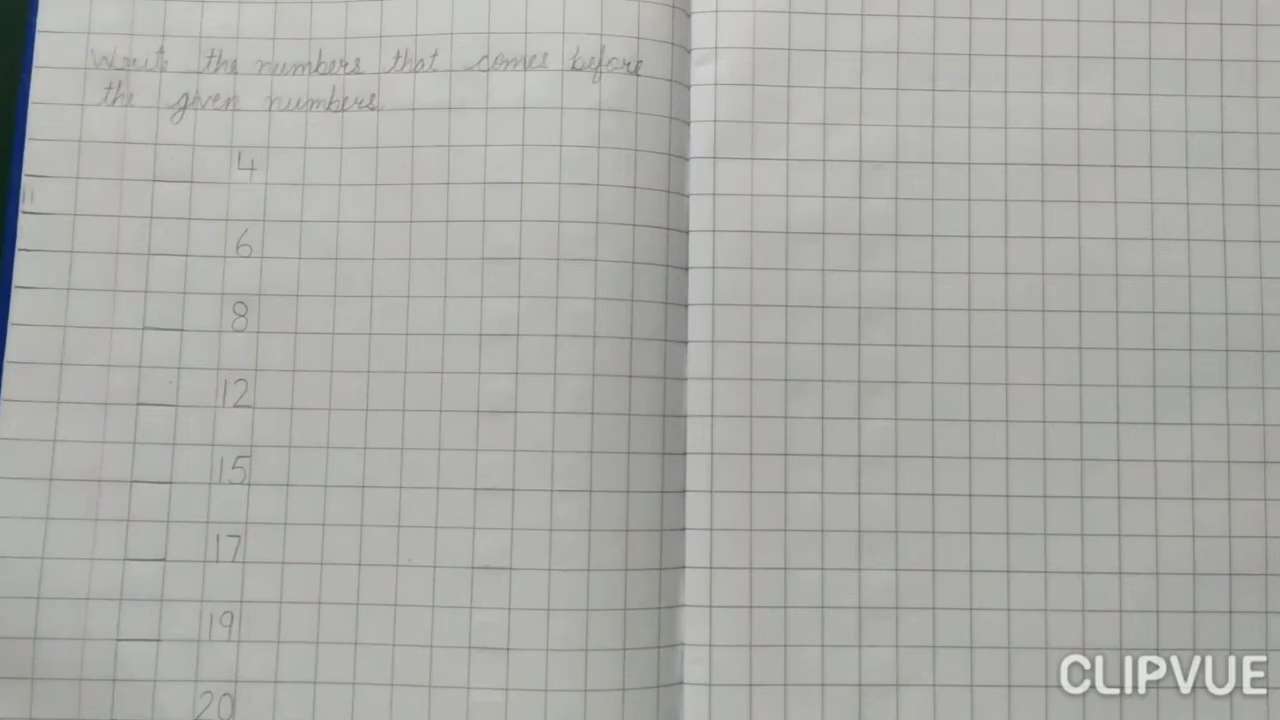 Write the numbers that comes before
the given numbers
4
6
8
12
15
17
19
20
CLIPVUE